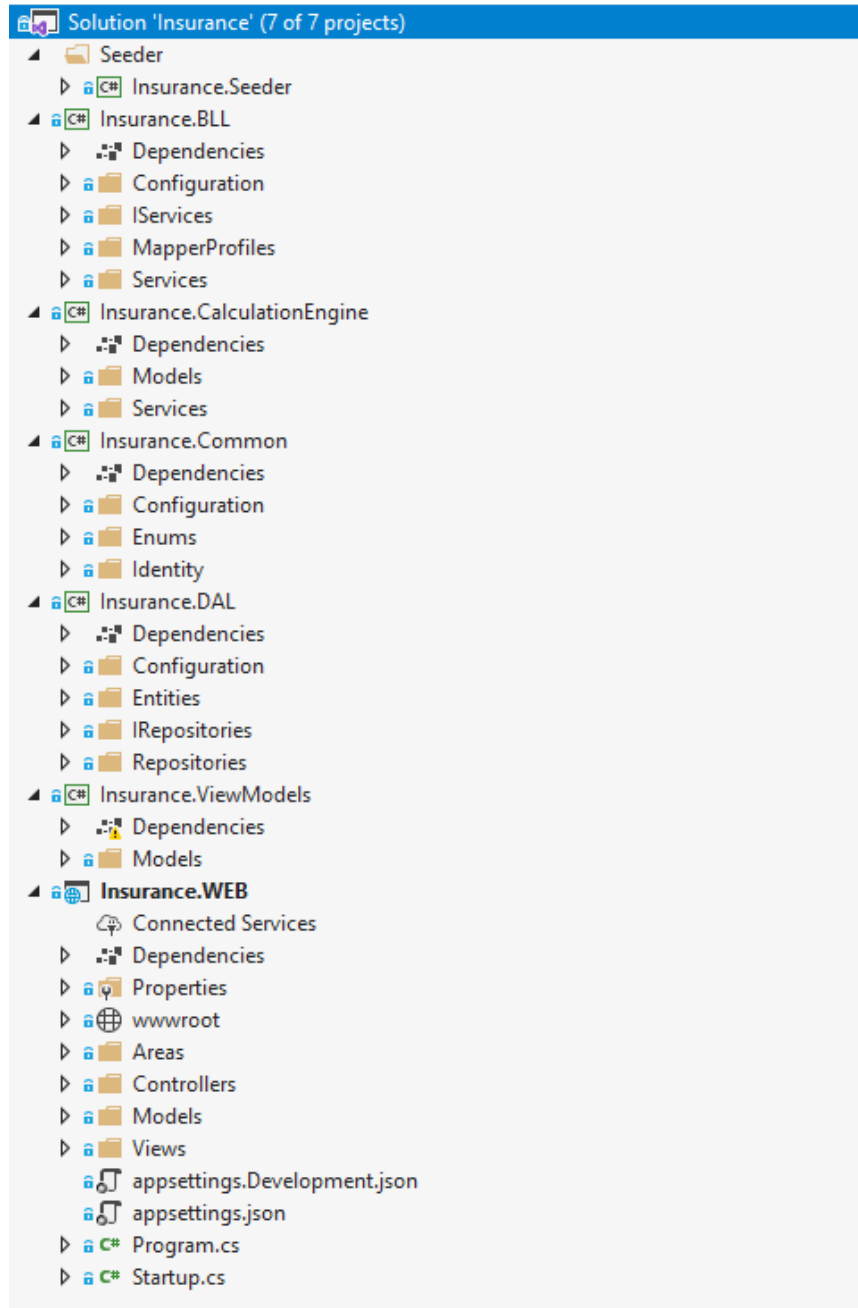 Solution 'Insurance' (7 of 7 projects)
Seeder
C# Insurance.Seeder
C# Insurance.BLL
Dependencies
Configuration
IServices
MapperProfiles
Services
C# Insurance.CalculationEngine
Dependencies
Models
Services
C# Insurance.Common
Dependencies
Configuration
Enums
Identity
C# Insurance.DAL
Dependencies
Configuration
Entities
IRepositories
Repositories
C# Insurance.ViewModels
Dependencies
Models
Insurance.WEB
Connected Services
Dependencies
Properties
wwwroot
Areas
Controllers
Models
Views
appsettings.Development.json
appsettings.json
C# Program.cs
C# Startup.cs